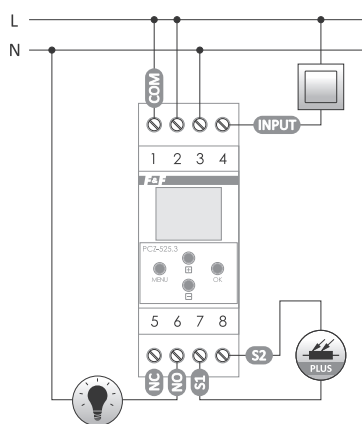 L
N
COM
INPUT
1 2 3 4
F&F
PCZ-525.3
MENU OK
5 6 7 8
S2
NC NO S1
PLUS